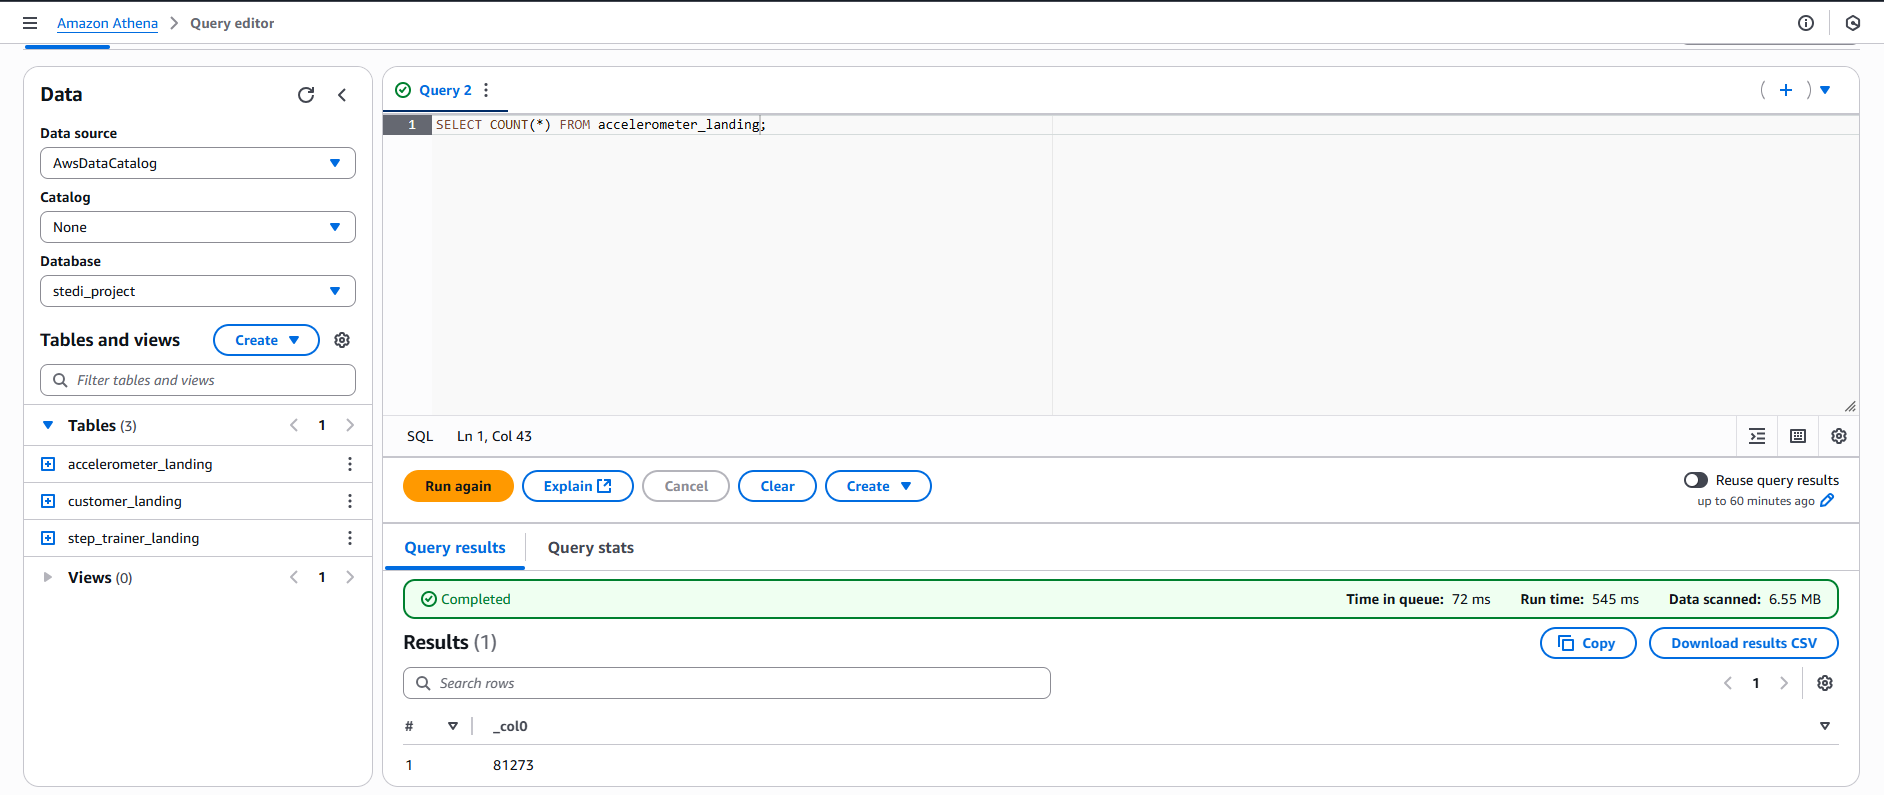 Amazon Athena > Query editor
Data
Data source
AwsDataCatalog
Catalog
None
Database
stedi_project
Tables and views
Create
Filter tables and views
Tables (3)
1
accelerometer_landing
customer_landing
step_trainer_landing
Views (0)
1
Query 2
1 SELECT COUNT(*) FROM accelerometer_landing;
SQL Ln 1, Col 43
Run again Explain Cancel Clear Create
Reuse query results
up to 60 minutes ago
Query results Query stats
Completed Time in queue: 72 ms Run time: 545 ms Data scanned: 6.55 MB
Results (1)
Copy Download results CSV
Search rows
1
# _col0
1 81273